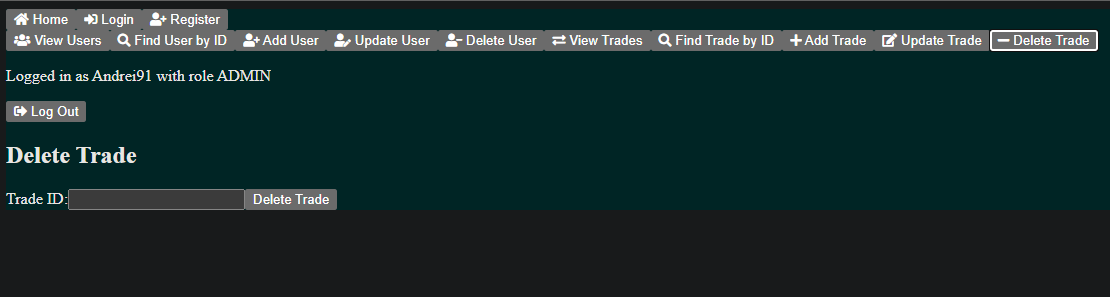 Home Login Register
View Users Find User by ID Add User Update User Delete User View Trades Find Trade by ID Add Trade Update Trade Delete Trade
Logged in as Andrei91 with role ADMIN
Log Out
Delete Trade
Trade ID: Delete Trade